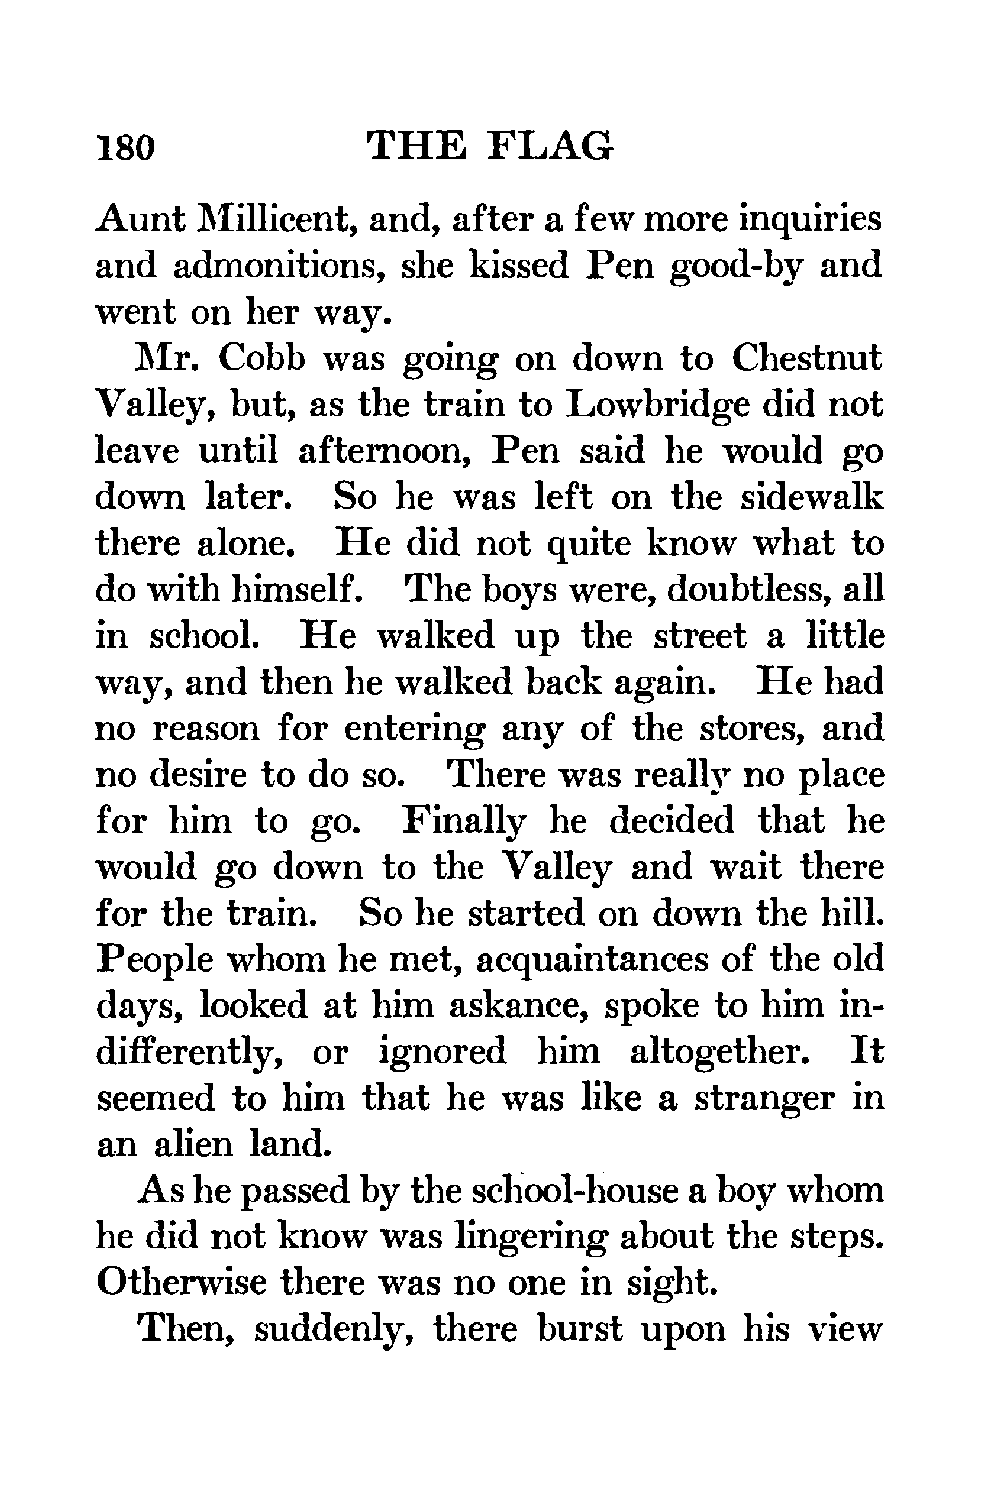 180 THE FLAG
Aunt Millicent, and, after a few more inquiries
and admonitions, she kissed Pen good-by and
went on her way.
Mr. Cobb was going on down to Chestnut
Valley, but, as the train to Lowbridge did not
leave until afternoon, Pen said he would go
down later. So he was left on the sidewalk
there alone. He did not quite know what to
do with himself. The boys were, doubtless, all
in school. He walked up the street a little
way, and then he walked back again. He had
no reason for entering any of the stores, and
no desire to do so. There was really no place
for him to go. Finally he decided that he
would go down to the Valley and wait there
for the train. So he started on down the hill.
People whom he met, acquaintances of the old
days, looked at him askance, spoke to him in-
differently, or ignored him altogether. It
seemed to him that he was like a stranger in
an alien land.
As he passed by the school-house a boy whom
he did not know was lingering about the steps.
Otherwise there was no one in sight.
Then, suddenly, there burst upon his view